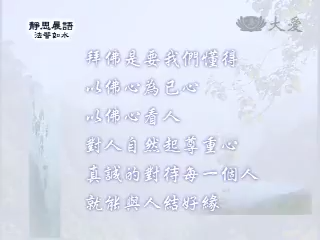 靜思晨語
法譬如水
大愛
拜佛是要我們懂得
以佛心為己心
以佛心看人
對人自然起尊重心
真誠的對待每一個人
就能與人結好緣